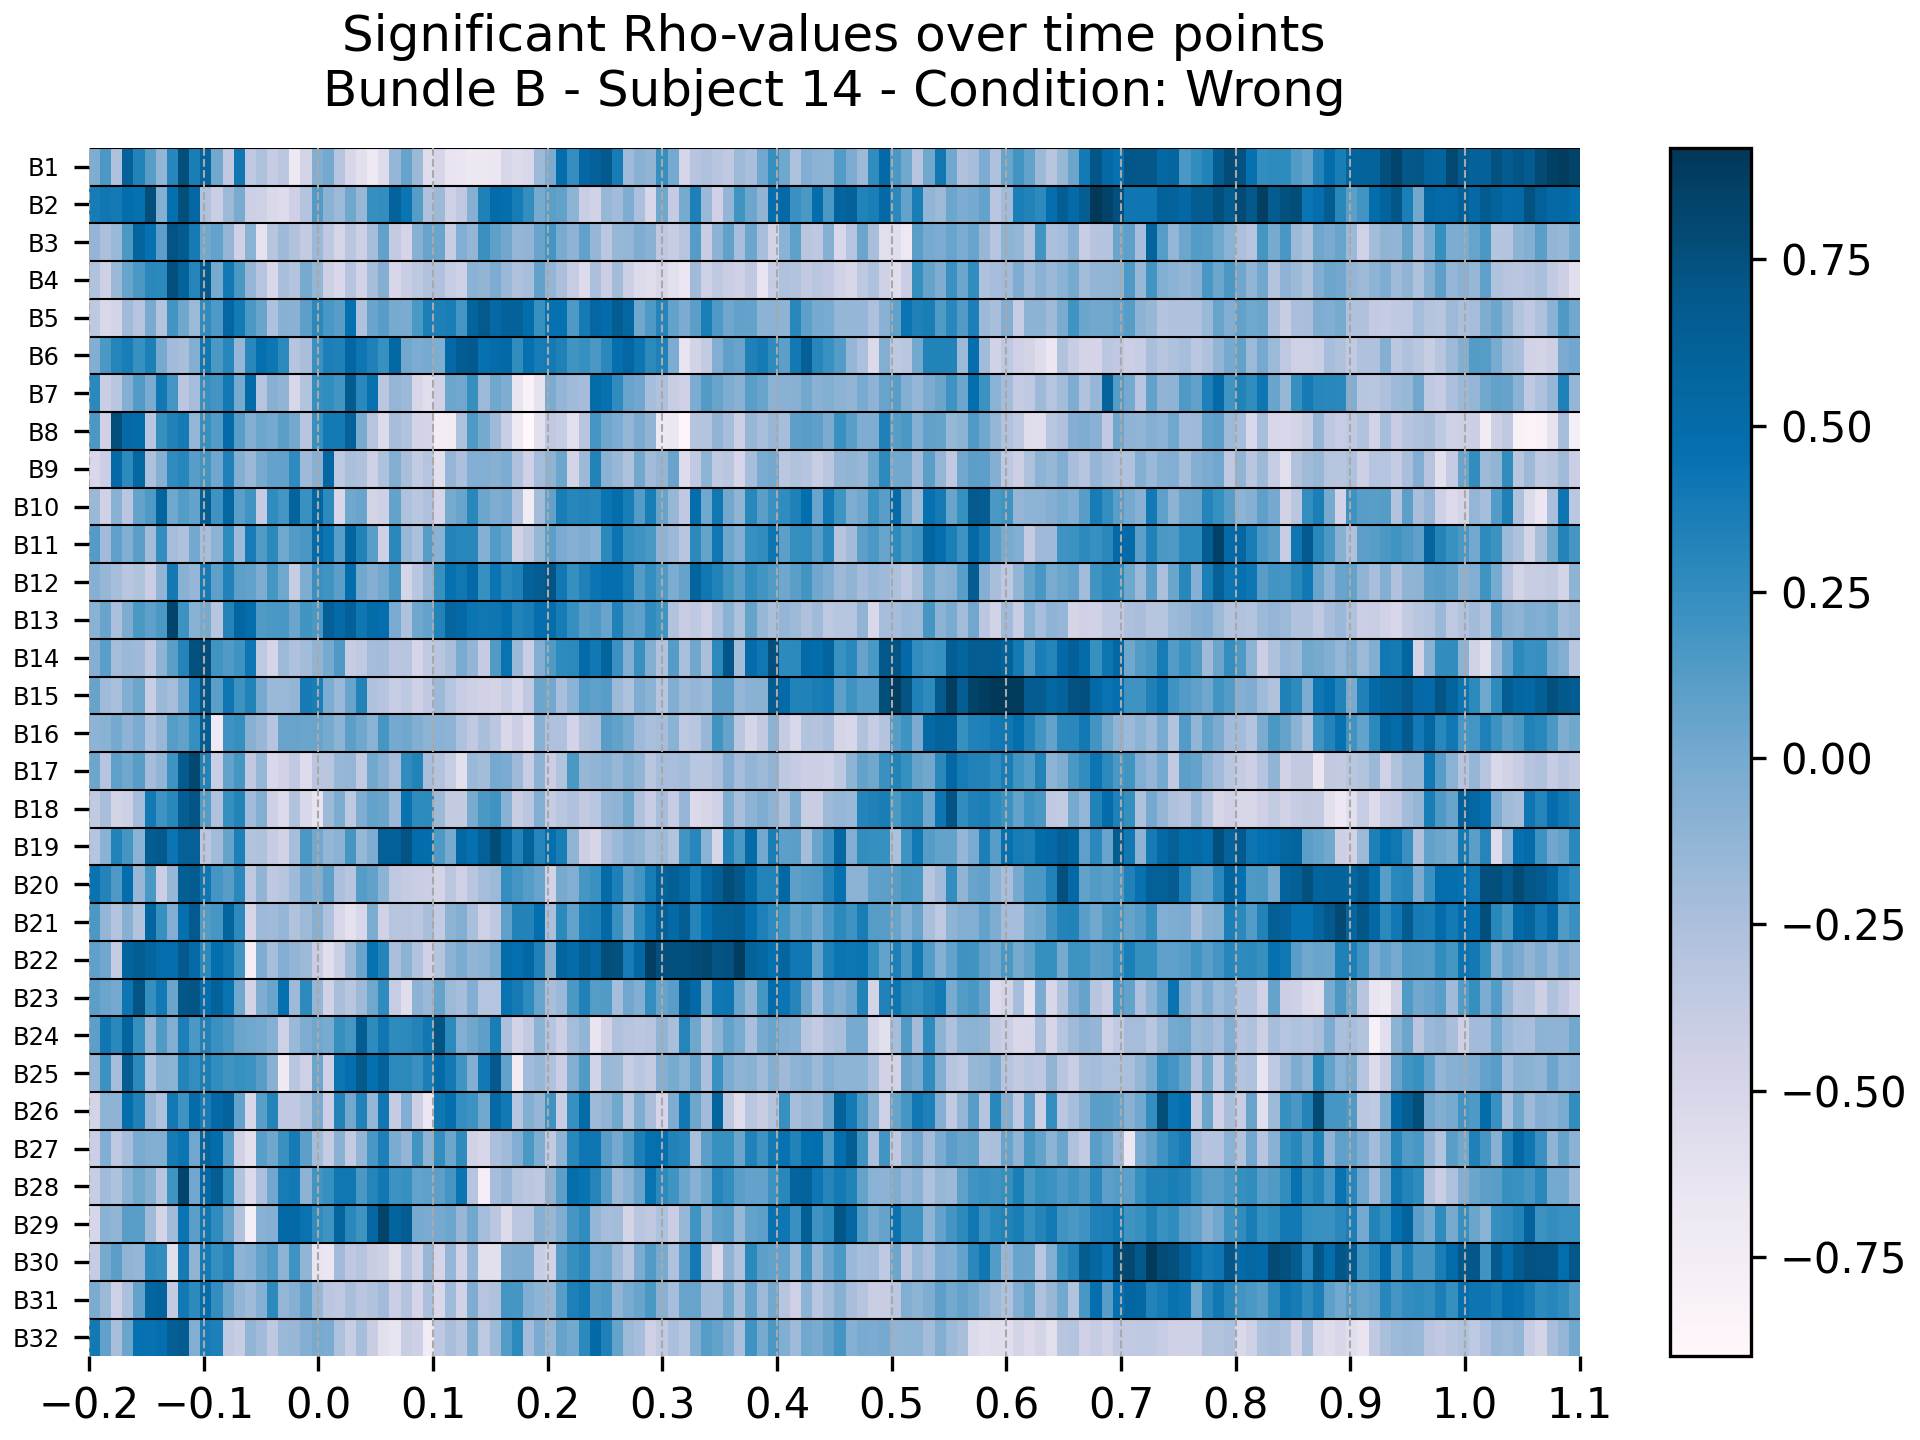 Significant Rho-values over time points
Bundle B - Subject 14 - Condition: Wrong
B1
B2
B3
B4
B5
B6
B7
B8
B9
B10
B11
B12
B13
B14
B15
B16
B17
B18
B19
B20
B21
B22
B23
B24
B25
B26
B27
B28
B29
B30
B31
B32
−0.2 −0.1 0.0 0.1 0.2 0.3 0.4 0.5 0.6 0.7 0.8 0.9 1.0 1.1
0.75
0.50
0.25
0.00
−0.25
−0.50
−0.75